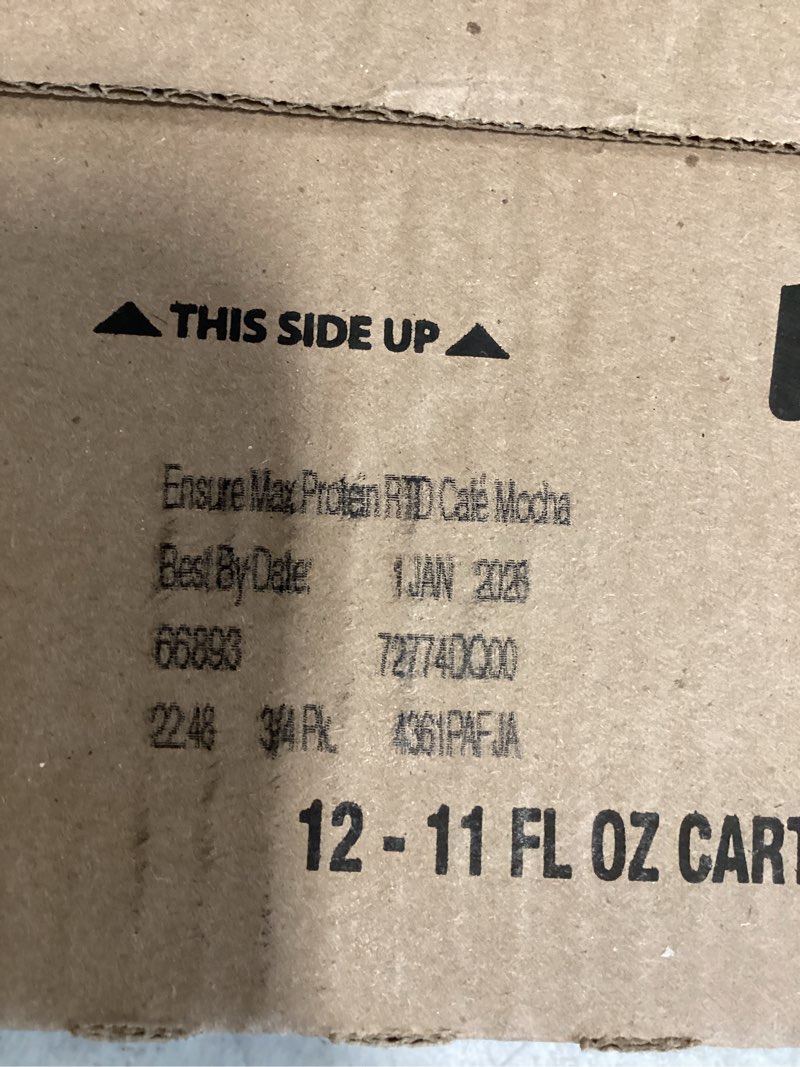 ▲ THIS SIDE UP ▲
Ensure Max Protein RTD Café Mocha
Best By Date: 1 JAN 2026
66893 72774DQ00
22:48 3/4 Pk. 4361PAFJA
12 - 11 FL OZ CART